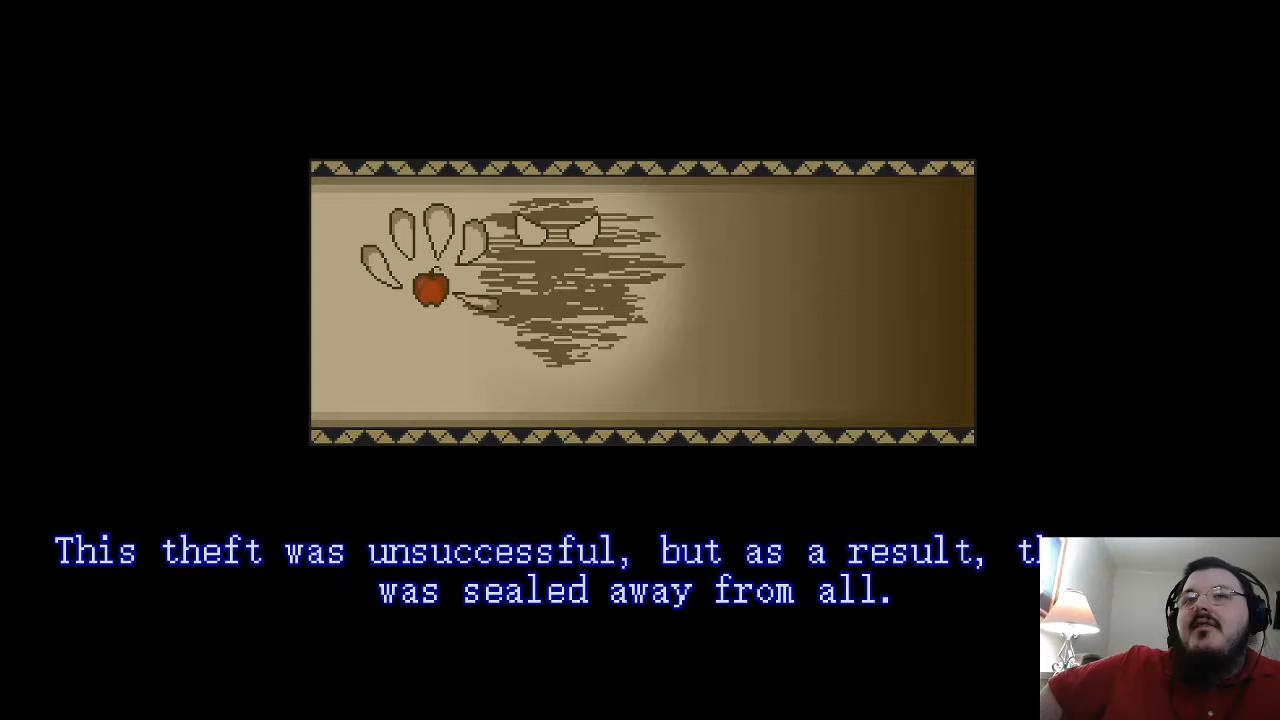 This theft was unsuccessful, but as a result,
was sealed away from all.